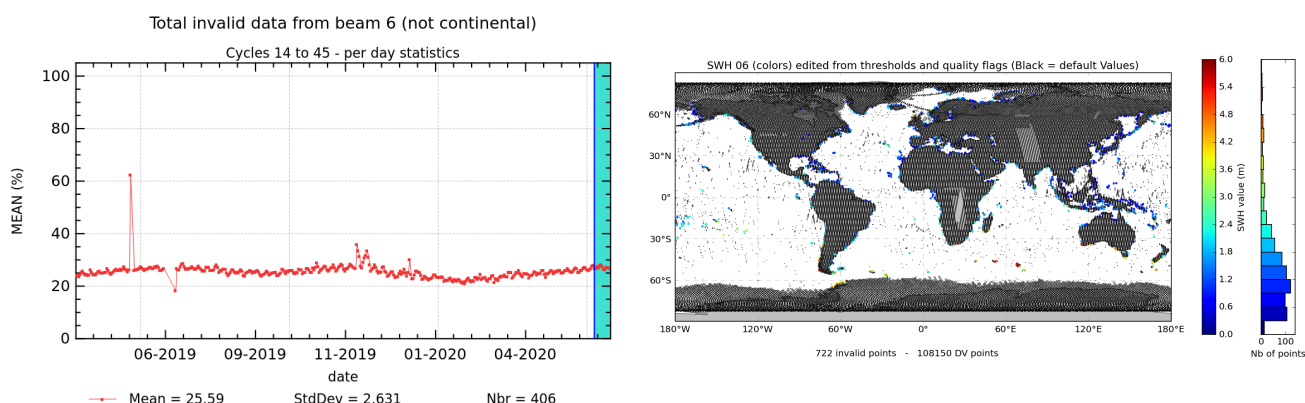 Total invalid data from beam 6 (not continental)
Cycles 14 to 45 - per day statistics
MEAN (%)
100
80
60
40
20
0
06-2019 09-2019 11-2019 01-2020 04-2020
date
Mean = 25.59 StdDev = 2.631 Nbr = 406
SWH 06 (colors) edited from thresholds and quality flags (Black = default Values)
60°N
30°N
0°
30°S
60°S
180°W 120°W 60°W 0° 60°E 120°E 180°E
722 invalid points - 108150 DV points
6.0
5.4
4.8
4.2
3.6
3.0
2.4
1.8
1.2
0.6
0.0
SWH value (m)
0 100
Nb of points